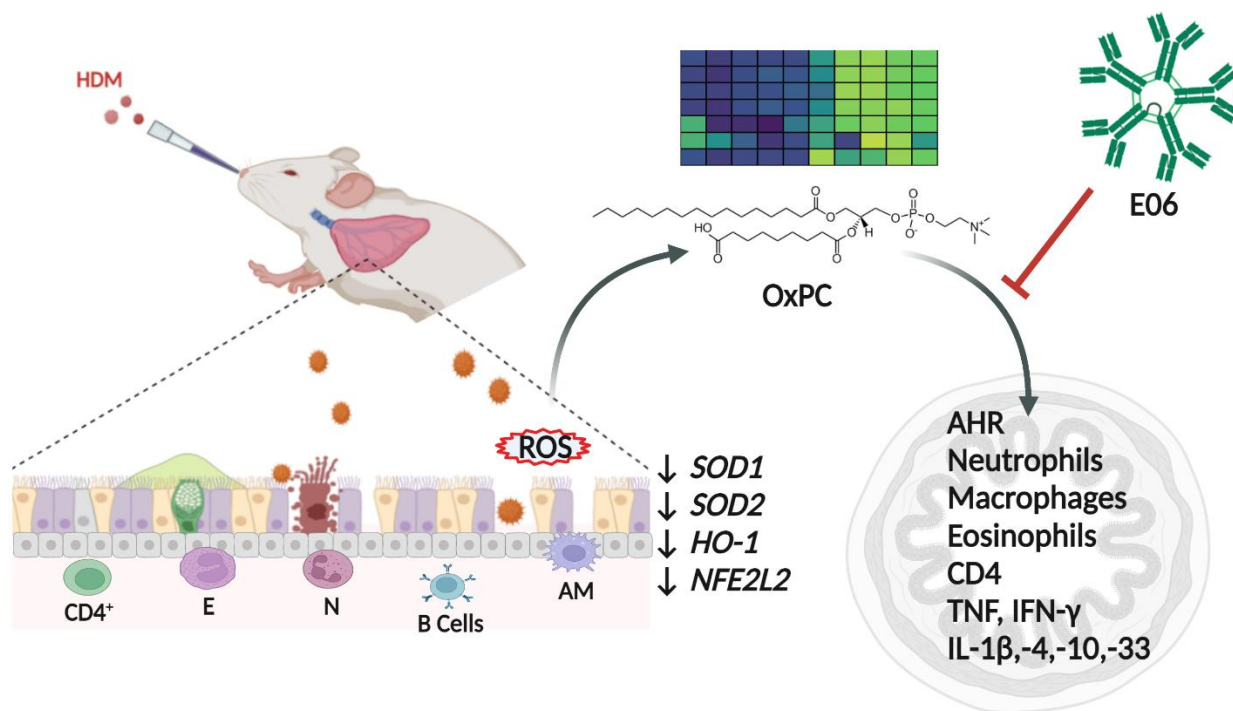 HDM
E06
HO
O
O
O
O
O
P
O⁻
O
N⁺
H
OxPC
ROS
↓ SOD1
↓ SOD2
↓ HO-1
↓ NFE2L2
CD4⁺
E
N
B Cells
AM
AHR
Neutrophils
Macrophages
Eosinophils
CD4
TNF, IFN-γ
IL-1β,-4,-10,-33